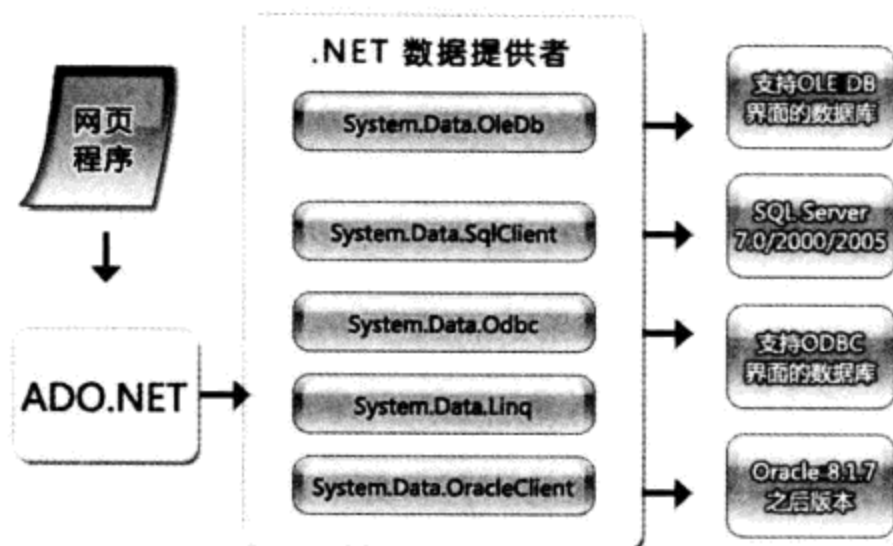 网页
程序
ADO.NET
.NET 数据提供者
System.Data.OleDb
System.Data.SqlClient
System.Data.Odbc
System.Data.Linq
System.Data.OracleClient
支持OLE DB
界面的数据库
SQL Server
7.0/2000/2005
支持ODBC
界面的数据库
Oracle 8.1.7
之后版本